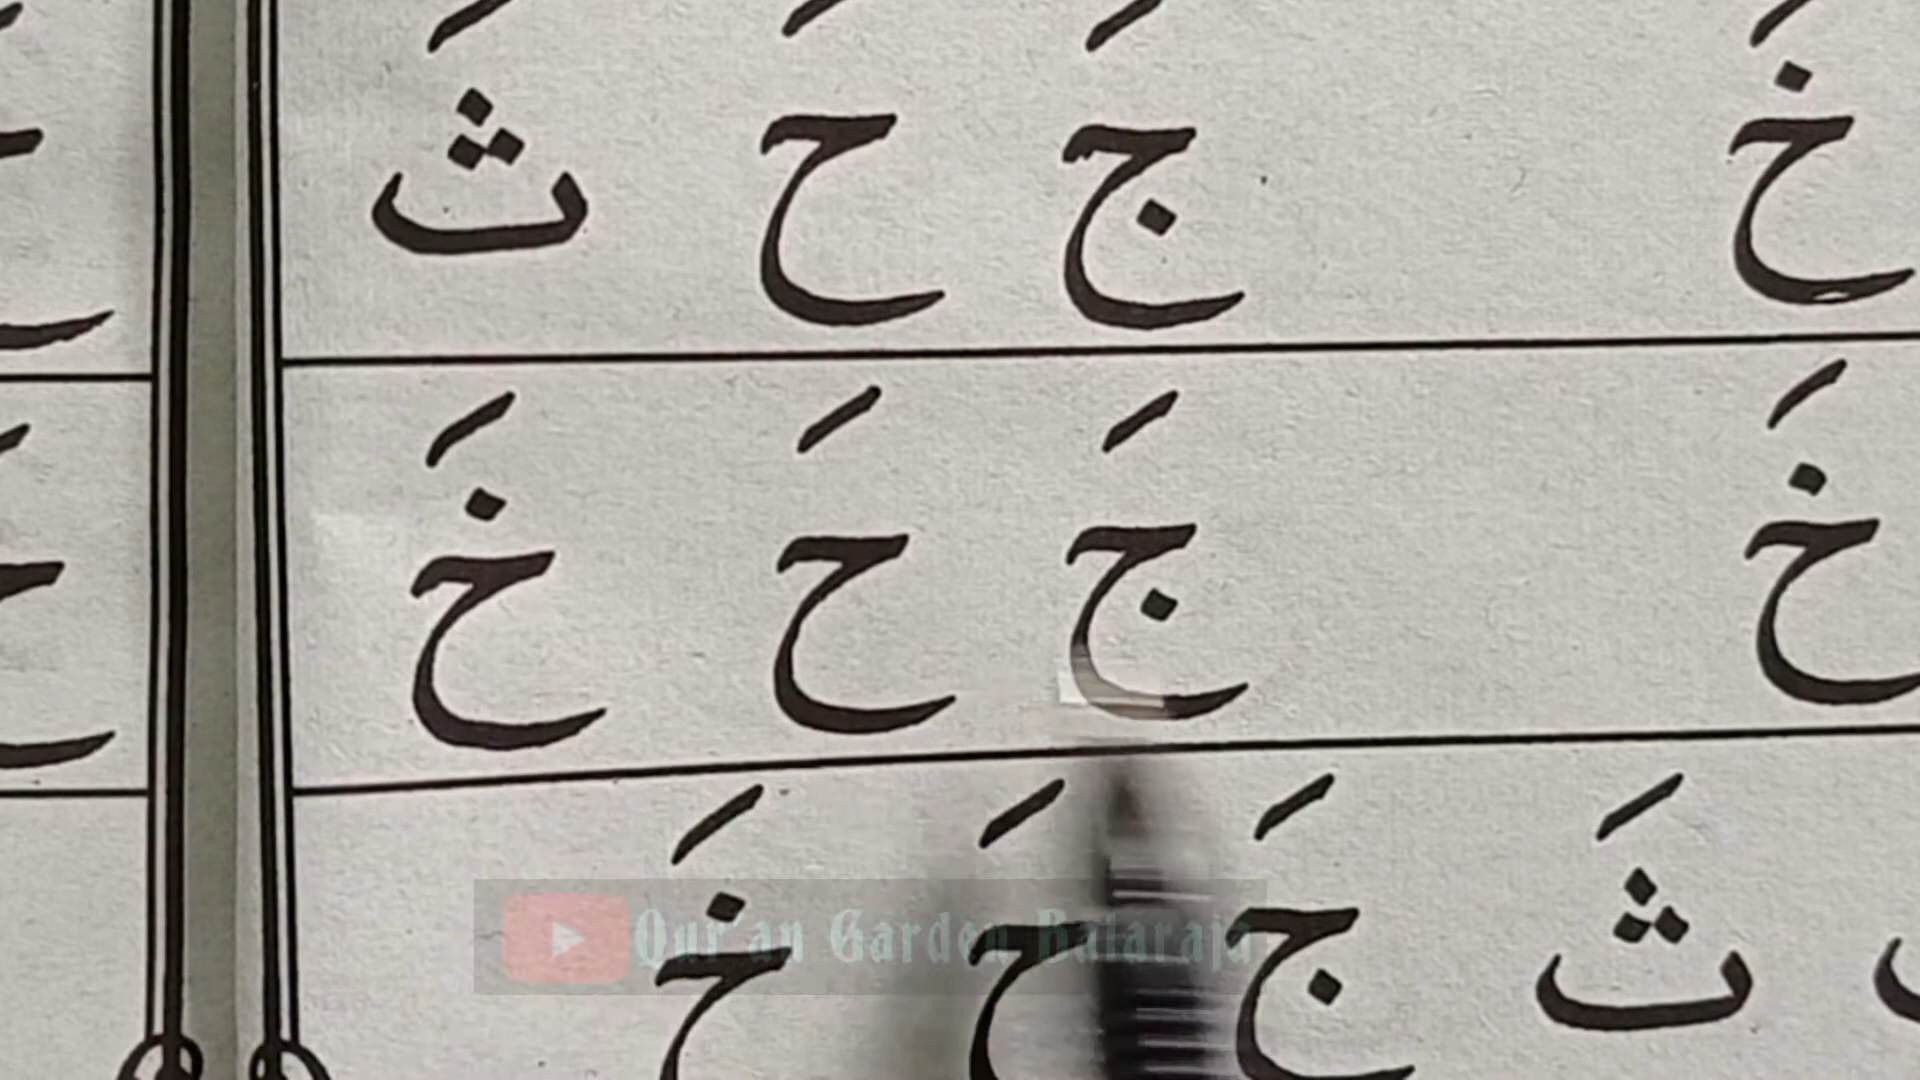 خَ جَ حَ ثَ
خَ جَ حَ خَ
ثَ جَ حَ خَ
Qur'an Garden Balaraja